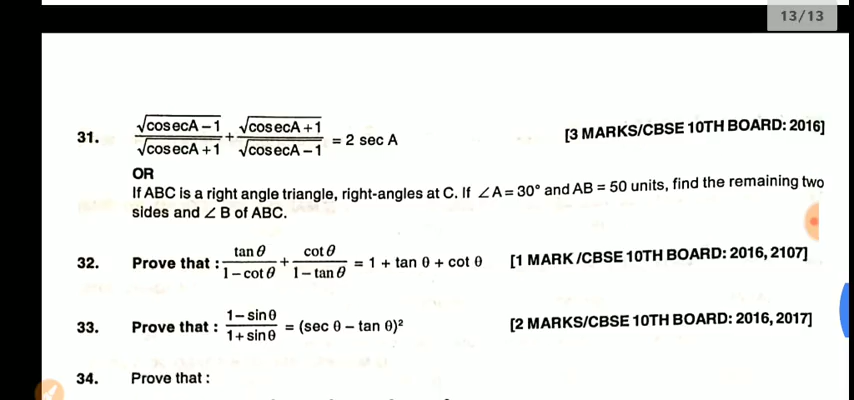 13/13
31. √cosecA – 1 / √cosecA + 1 + √cosecA + 1 / √cosecA – 1 = 2 sec A [3 MARKS/CBSE 10TH BOARD: 2016]
OR
If ABC is a right angle triangle, right-angles at C. If ∠A = 30° and AB = 50 units, find the remaining two
sides and ∠B of ABC.
32. Prove that : tan θ / 1 – cot θ + cot θ / 1 – tan θ = 1 + tan θ + cot θ [1 MARK /CBSE 10TH BOARD: 2016, 2107]
33. Prove that : 1 – sin θ / 1 + sin θ = (sec θ – tan θ)² [2 MARKS/CBSE 10TH BOARD: 2016, 2017]
34. Prove that :